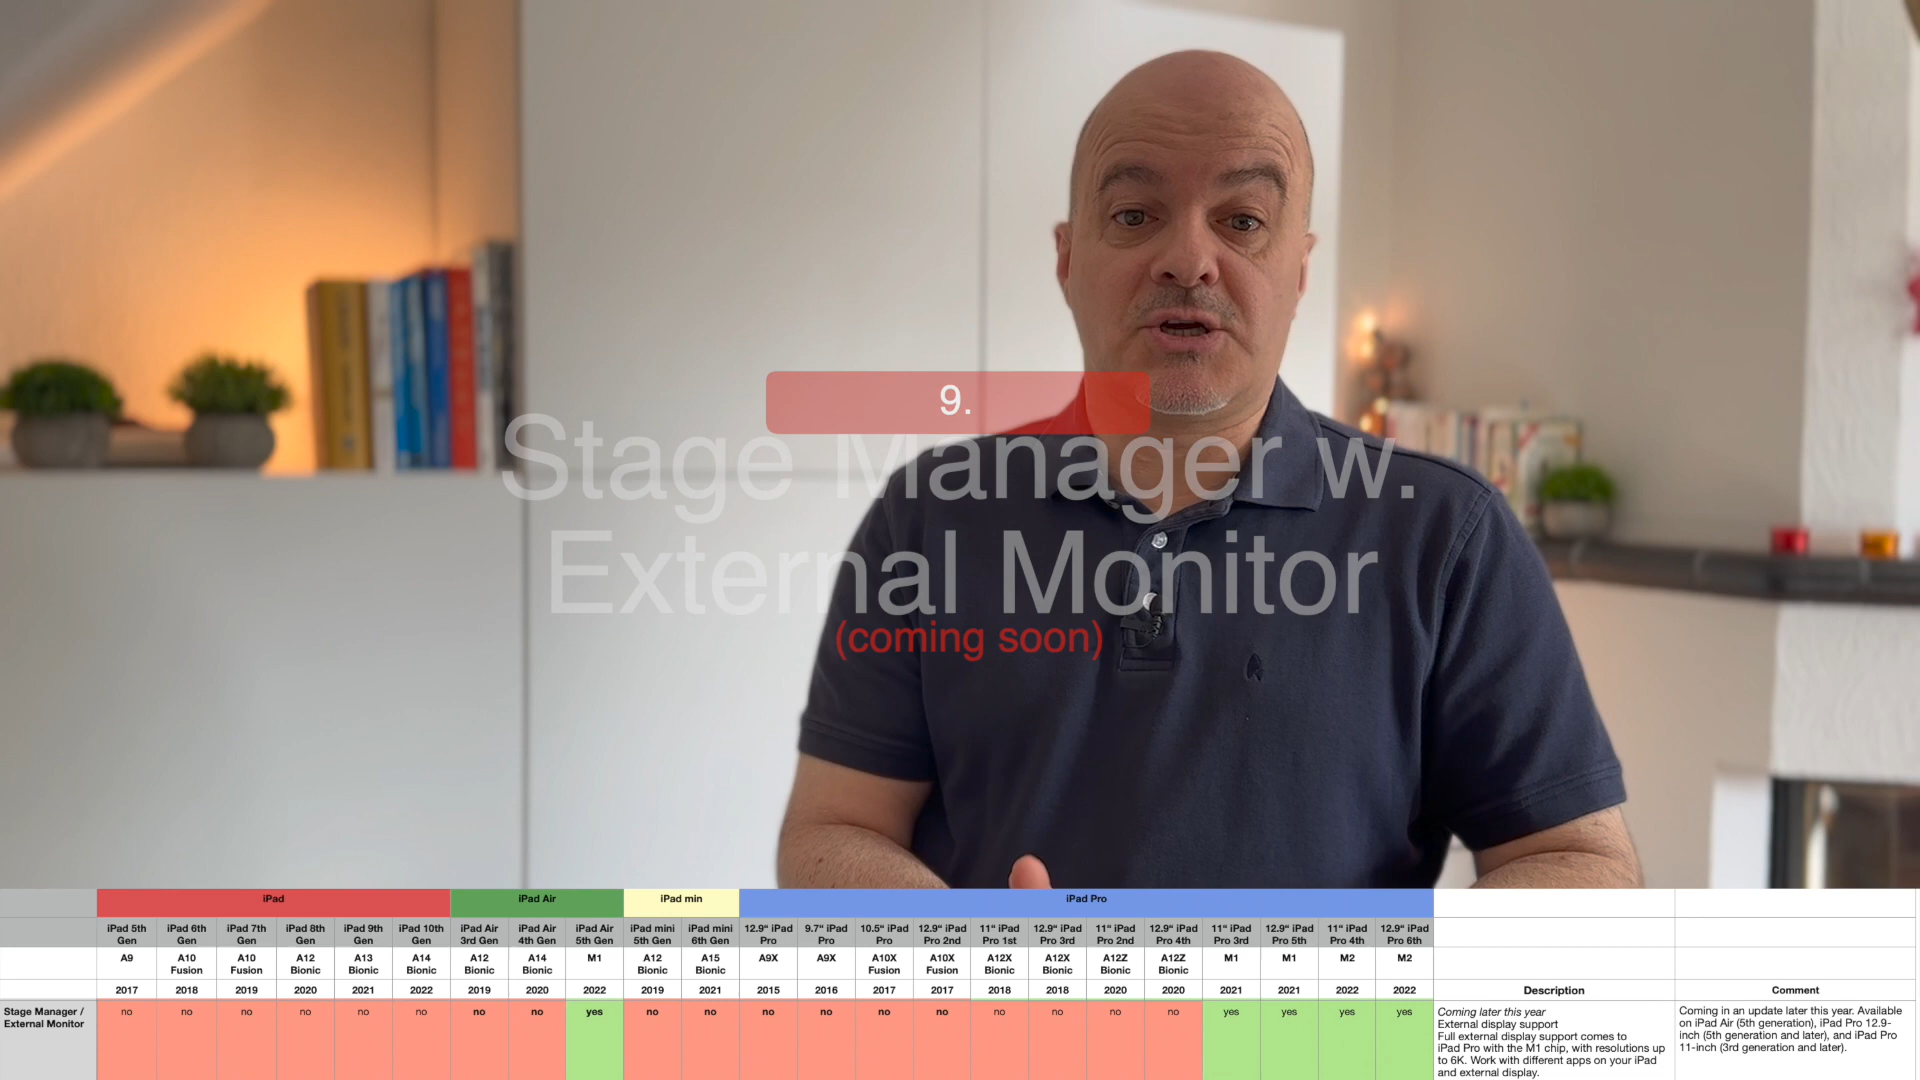 9.
Stage Manager w.
External Monitor
(coming soon)
iPad iPad Air iPad min iPad Pro
iPad 5th Gen iPad 6th Gen iPad 7th Gen iPad 8th Gen iPad 9th Gen iPad 10th Gen iPad Air 3rd Gen iPad Air 4th Gen iPad Air 5th Gen iPad mini 5th Gen iPad mini 6th Gen 12.9“ iPad Pro 9.7“ iPad Pro 10.5“ iPad Pro 12.9“ iPad Pro 2nd 11“ iPad Pro 1st 12.9“ iPad Pro 3rd 11“ iPad Pro 2nd 12.9“ iPad Pro 4th 11“ iPad Pro 3rd 12.9“ iPad Pro 5th 11“ iPad Pro 4th 12.9“ iPad Pro 6th
A9 A10 Fusion A10 Fusion A12 Bionic A13 Bionic A14 Bionic A12 Bionic A14 Bionic M1 A12 Bionic A15 Bionic A9X A9X A10X Fusion A10X Fusion A12X Bionic A12X Bionic A12Z Bionic A12Z Bionic M1 M1 M2 M2
2017 2018 2019 2020 2021 2022 2019 2020 2022 2019 2021 2015 2016 2017 2017 2018 2018 2020 2020 2021 2021 2022 2022 Description Comment
Stage Manager /
External Monitor
no no no no no no no no yes no no no no no no no no no no yes yes yes yes
Coming later this year
External display support
Full external display support comes to
iPad Pro with the M1 chip, with resolutions up
to 6K. Work with different apps on your iPad
and external display.
Coming in an update later this year. Available
on iPad Air (5th generation), iPad Pro 12.9-
inch (5th generation and later), and iPad Pro
11-inch (3rd generation and later).